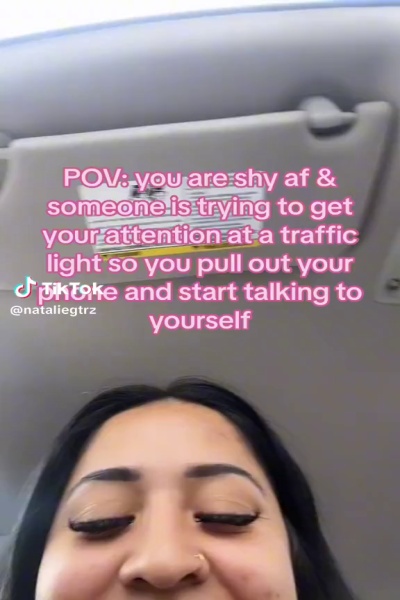 POV: you are shy af &
someone is trying to get
your attention at a traffic
light so you pull out your
phone and start talking to
yourself
TikTok
@nataliegtrz